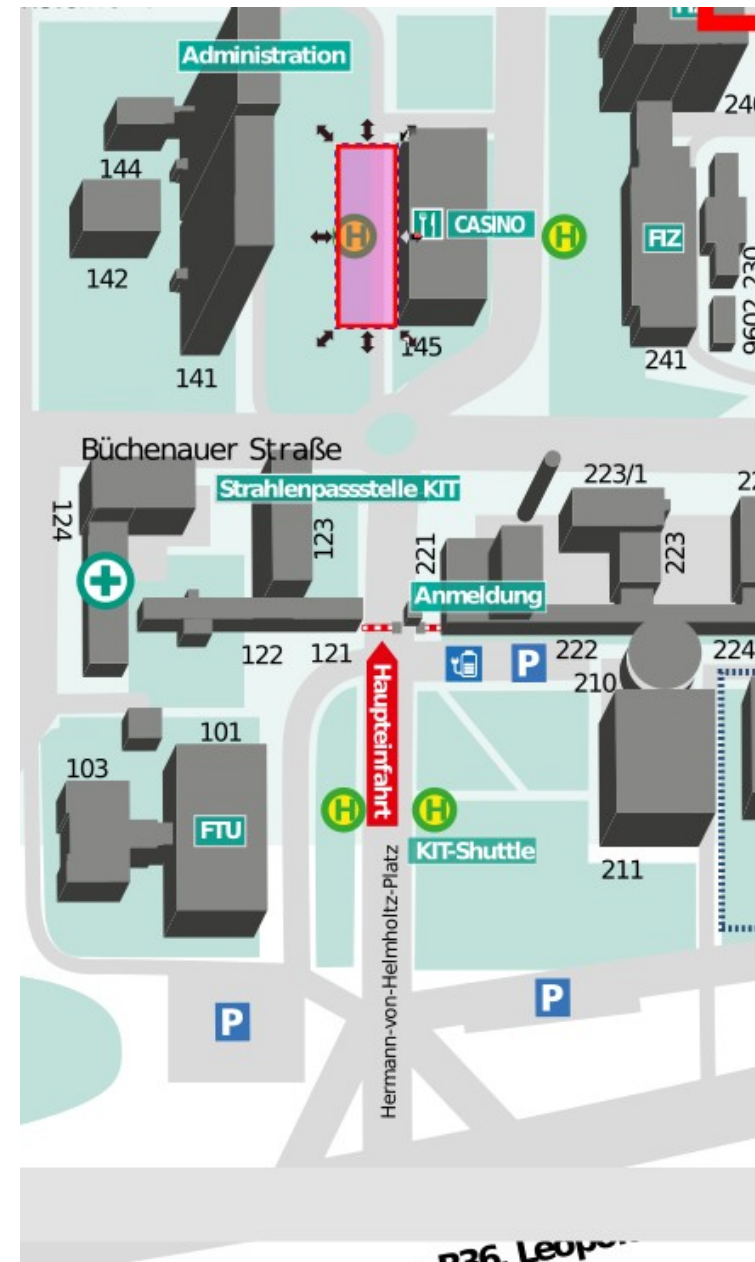 Administration
144
240
142
H
CASINO
H
FIZ
230
9602
145
241
141
Büchenauer Straße
Strahlenpassstelle KIT
223/1
124
123
221
223
Anmeldung
122
121
P
222
224
210
Haupteinfahrt
103
101
FTU
H
H
KIT-Shuttle
211
Hermann-von-Helmholtz-Platz
P
P
B36,